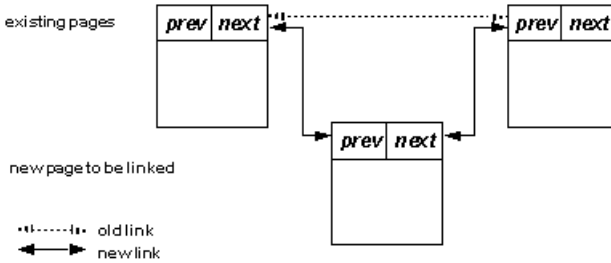 existing pages
prev next
prev next
prev next
new page to be linked
old link
new link